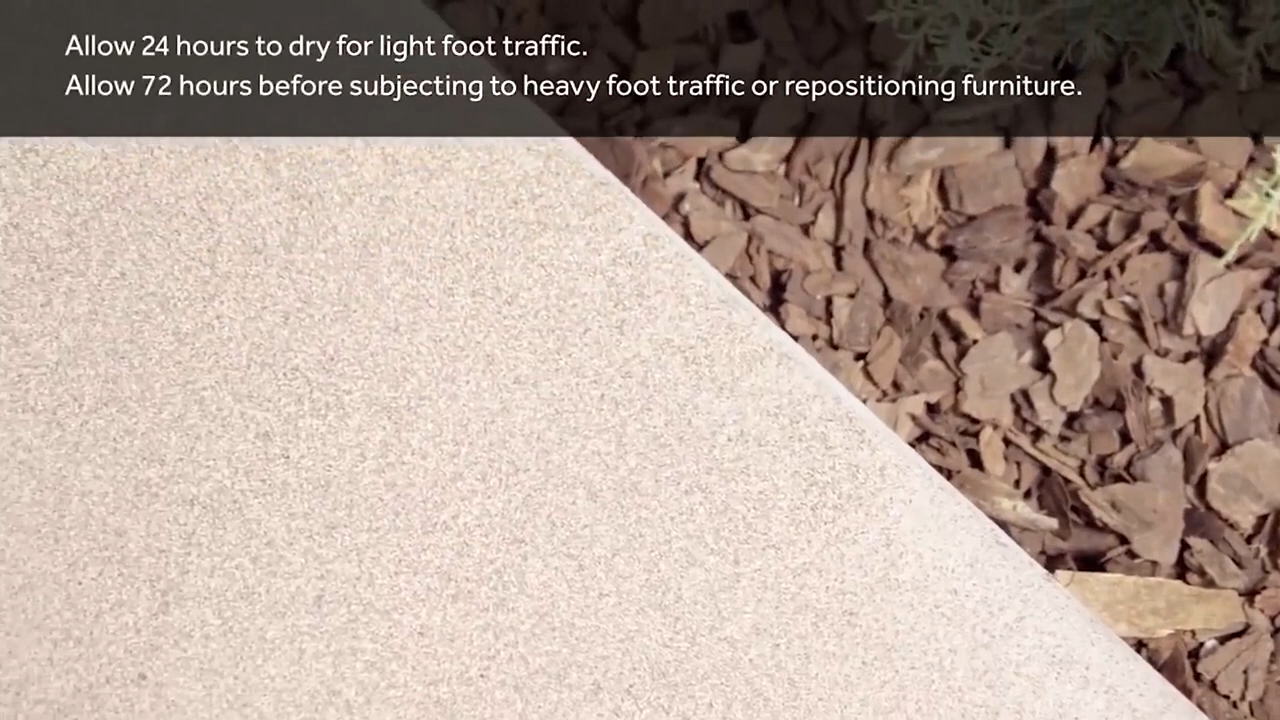 Allow 24 hours to dry for light foot traffic.
Allow 72 hours before subjecting to heavy foot traffic or repositioning furniture.